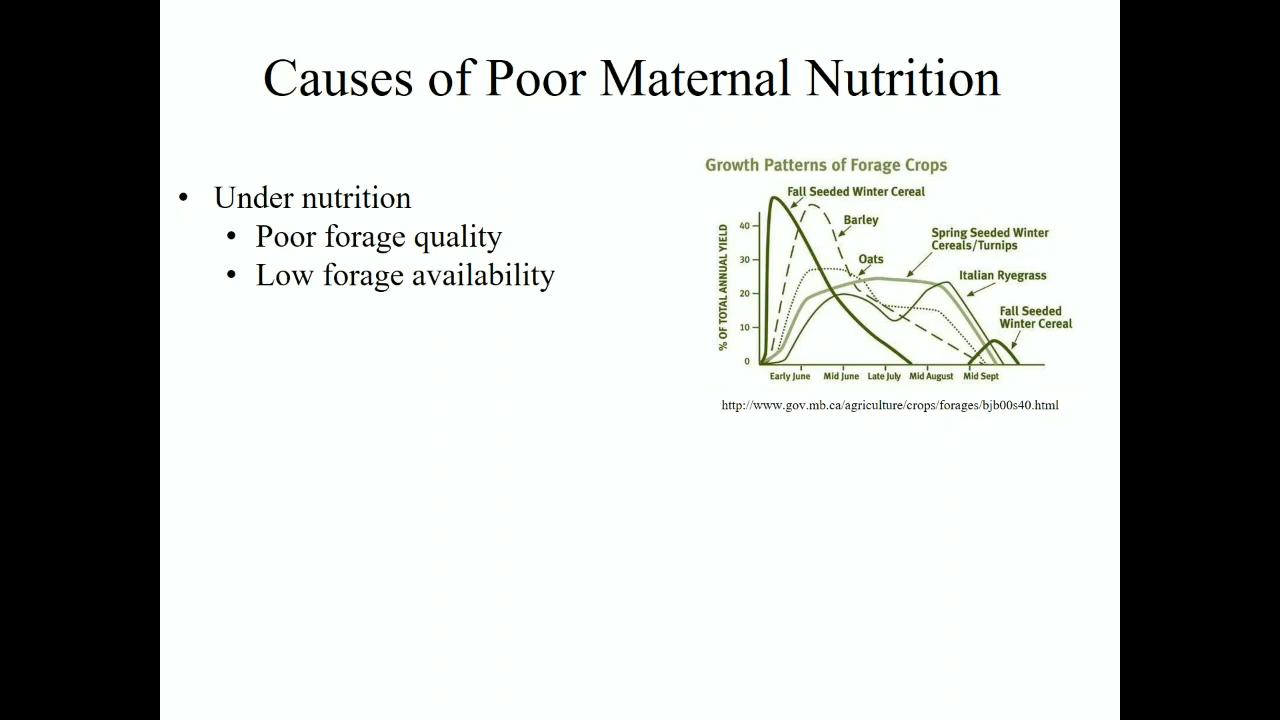 Causes of Poor Maternal Nutrition
• Under nutrition
• Poor forage quality
• Low forage availability
Growth Patterns of Forage Crops
Fall Seeded Winter Cereal
Barley
Oats
Spring Seeded Winter
Cereals/Turnips
Italian Ryegrass
Fall Seeded
Winter Cereal
% OF TOTAL ANNUAL YIELD
40
30
20
10
0
Early June Mid June Late July Mid August Mid Sept
http://www.gov.mb.ca/agriculture/crops/forages/bjb00s40.html